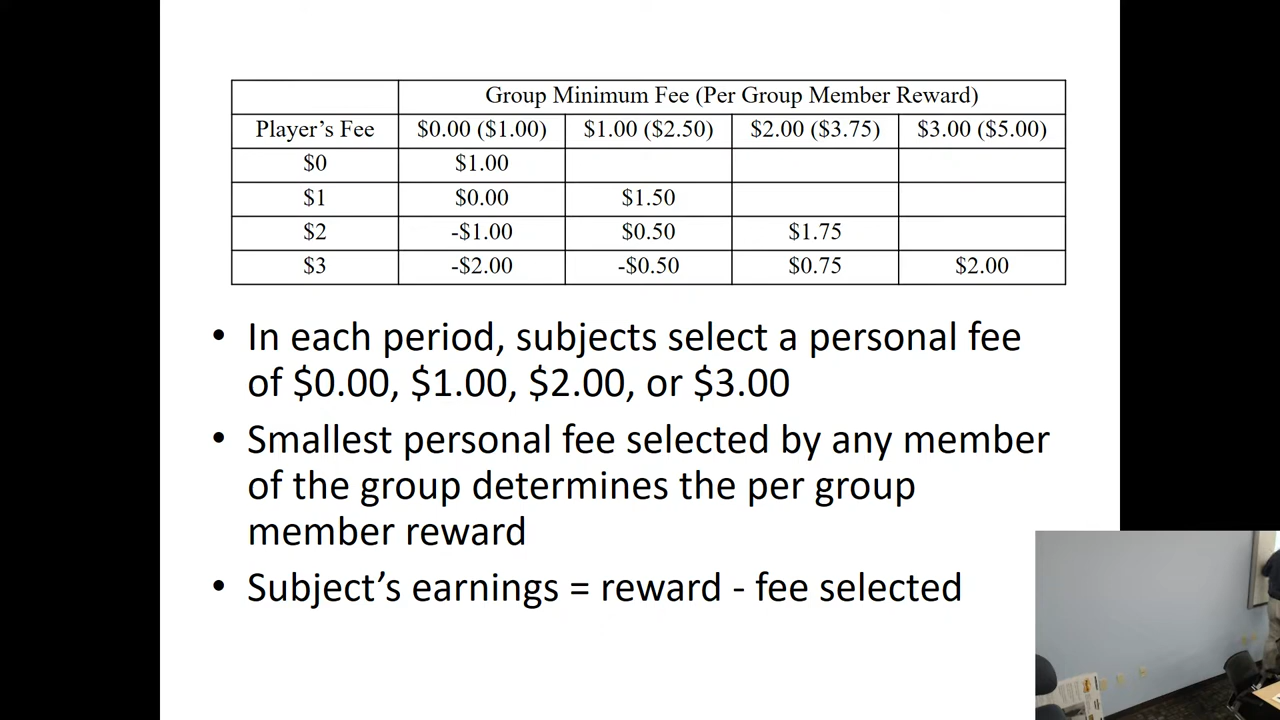 Group Minimum Fee (Per Group Member Reward)
Player's Fee $0.00 ($1.00) $1.00 ($2.50) $2.00 ($3.75) $3.00 ($5.00)
$0 $1.00
$1 $0.00 $1.50
$2 -$1.00 $0.50 $1.75
$3 -$2.00 -$0.50 $0.75 $2.00
• In each period, subjects select a personal fee
of $0.00, $1.00, $2.00, or $3.00
• Smallest personal fee selected by any member
of the group determines the per group
member reward
• Subject’s earnings = reward - fee selected